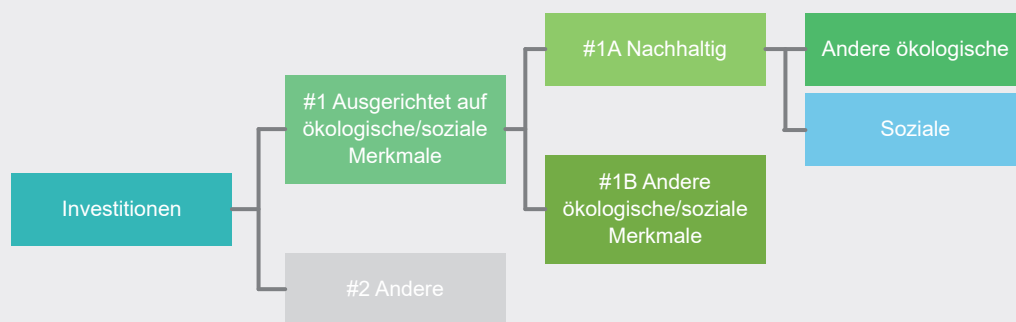 Investitionen
#1 Ausgerichtet auf
ökologische/soziale
Merkmale
#2 Andere
#1A Nachhaltig
#1B Andere
ökologische/soziale
Merkmale
Andere ökologische
Soziale